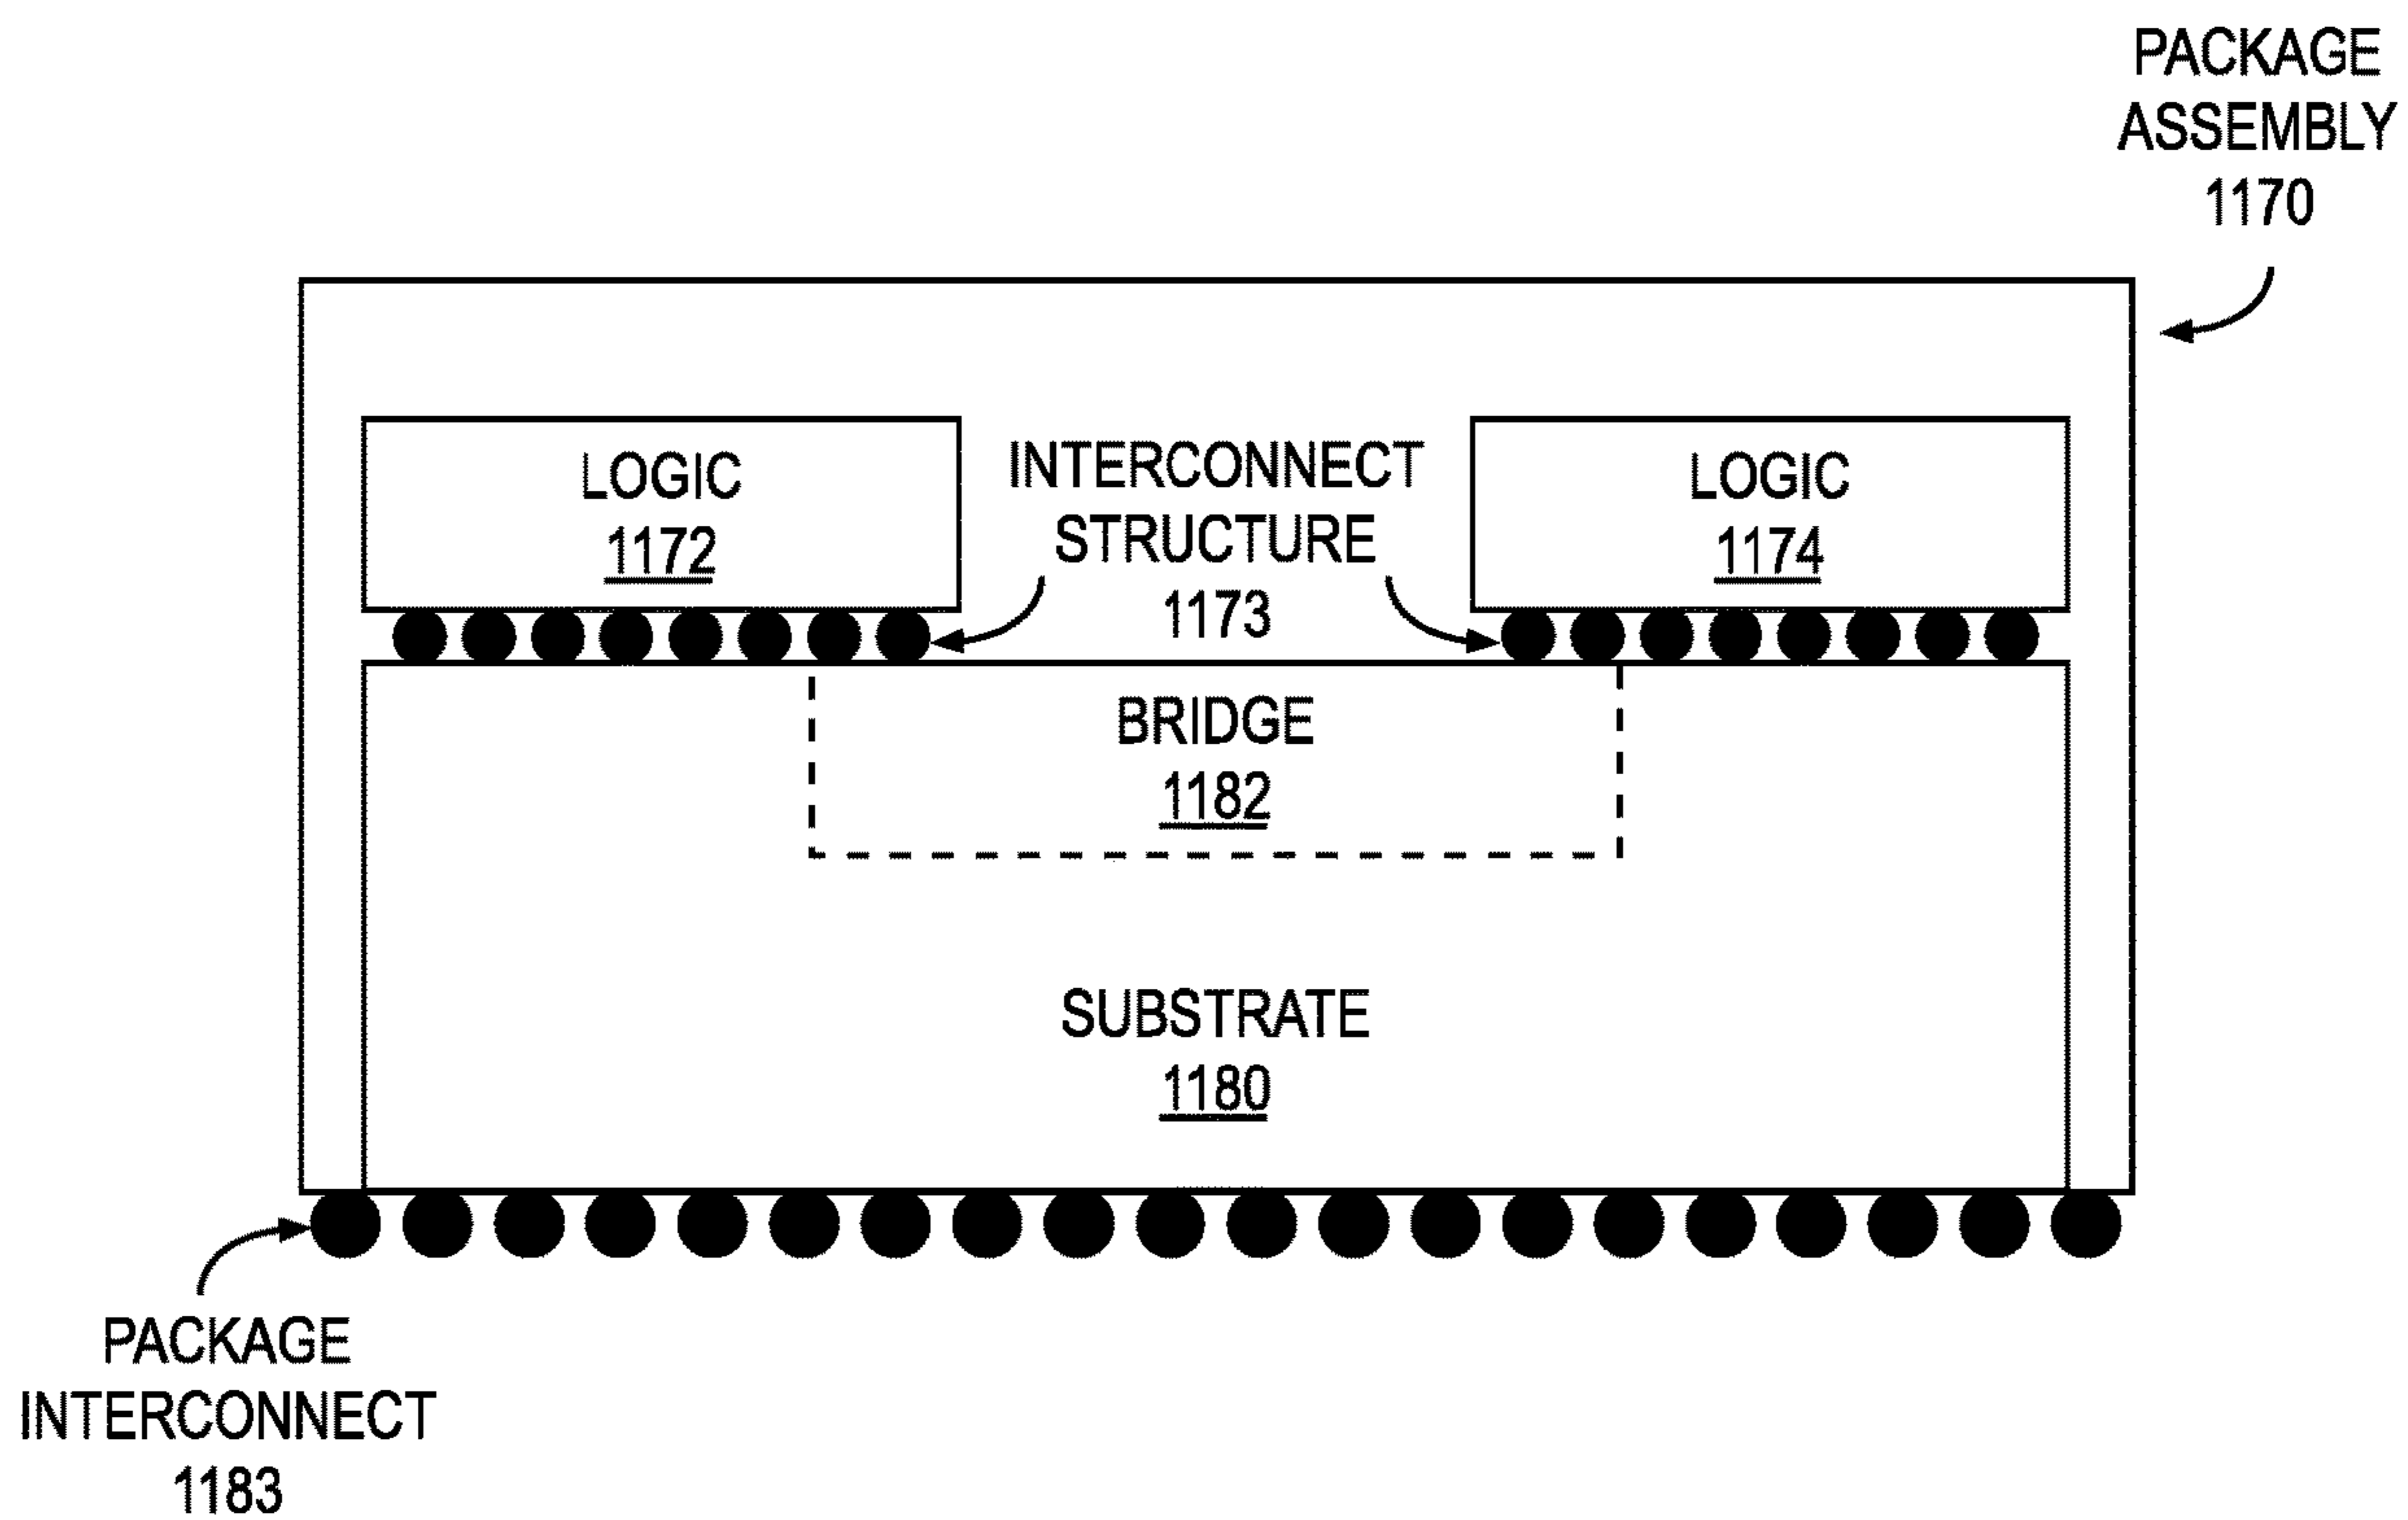 PACKAGE
ASSEMBLY
1170
LOGIC
1172
INTERCONNECT
STRUCTURE
1173
LOGIC
1174
BRIDGE
1182
SUBSTRATE
1180
PACKAGE
INTERCONNECT
1183